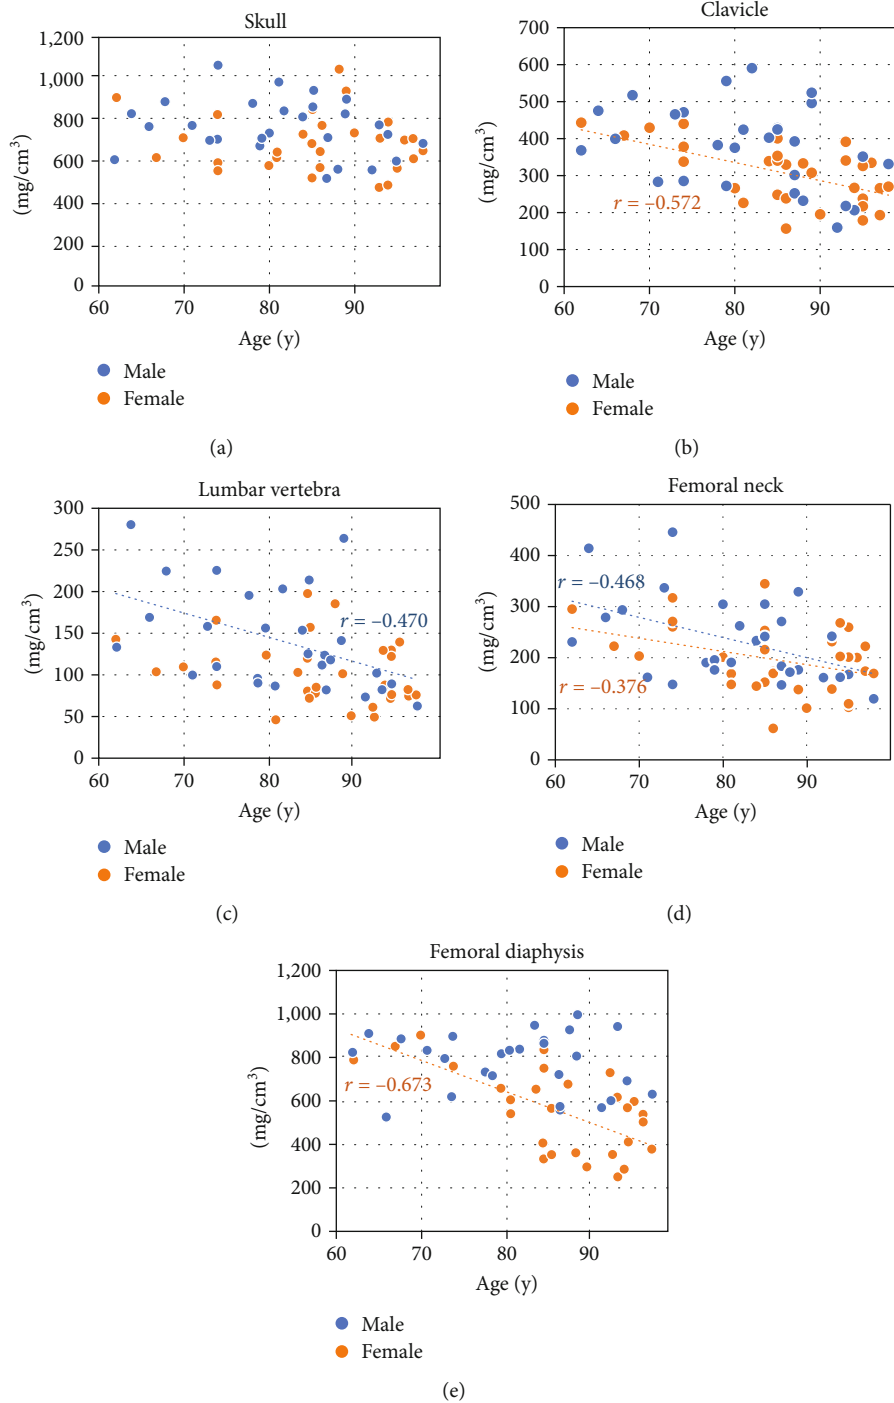 Skull
1,200
1,000
800
600
400
200
0
(mg/cm³)
60
70
80
90
Age (y)
Male
Female
(a)
Clavicle
700
600
500
400
300
200
100
0
(mg/cm³)
r = –0.572
60
70
80
90
Age (y)
Male
Female
(b)
Lumbar vertebra
300
250
200
150
100
50
0
(mg/cm³)
r = –0.470
60
70
80
90
Age (y)
Male
Female
(c)
Femoral neck
500
400
300
200
100
0
(mg/cm³)
r = –0.468
r = –0.376
60
70
80
90
Age (y)
Male
Female
(d)
Femoral diaphysis
1,200
1,000
800
600
400
200
0
(mg/cm³)
r = –0.673
60
70
80
90
Age (y)
Male
Female
(e)